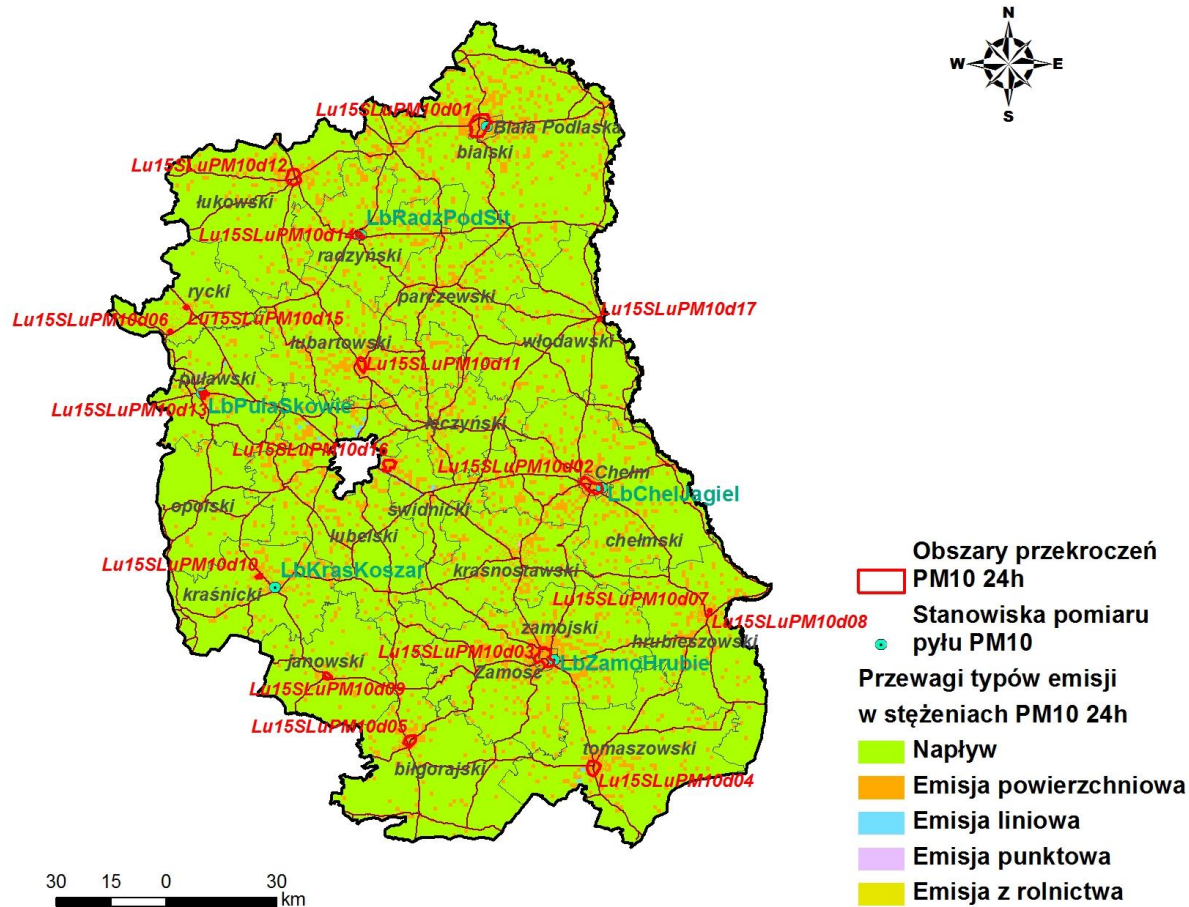 N
W
E
S
Lu15SLuPM10d01
Biała Podlaska
bialski
Lu15SLuPM10d12
łukowski
LbRadzPodSit
Lu15SLuPM10d14
radzyński
rycki
parczewski
Lu15SLuPM10d17
Lu15SLuPM10d06
Lu15SLuPM10d15
lubartowski
włodawski
Lu15SLuPM10d11
puławski
Lu15SLuPM10d13
LbPulaSkowie
łęczyński
Lu15SLuPM10d16
Lu15SLuPM10d02
Chełm
LbChelJagiel
opolski
świdnicki
lubelski
chełmski
Lu15SLuPM10d10
LbKrasKoszar
krasnostawski
kraśnicki
Lu15SLuPM10d07
Lu15SLuPM10d08
zamojski
hrubieszowski
Lu15SLuPM10d03
LbZamoHrubie
janowski
Zamość
Lu15SLuPM10d09
Lu15SLuPM10d05
tomaszowski
biłgorajski
Lu15SLuPM10d04
Obszary przekroczeń
PM10 24h
Stanowiska pomiaru
pyłu PM10
Przewagi typów emisji
w stężeniach PM10 24h
Napływ
Emisja powierzchniowa
Emisja liniowa
Emisja punktowa
Emisja z rolnictwa
30 15 0 30
km